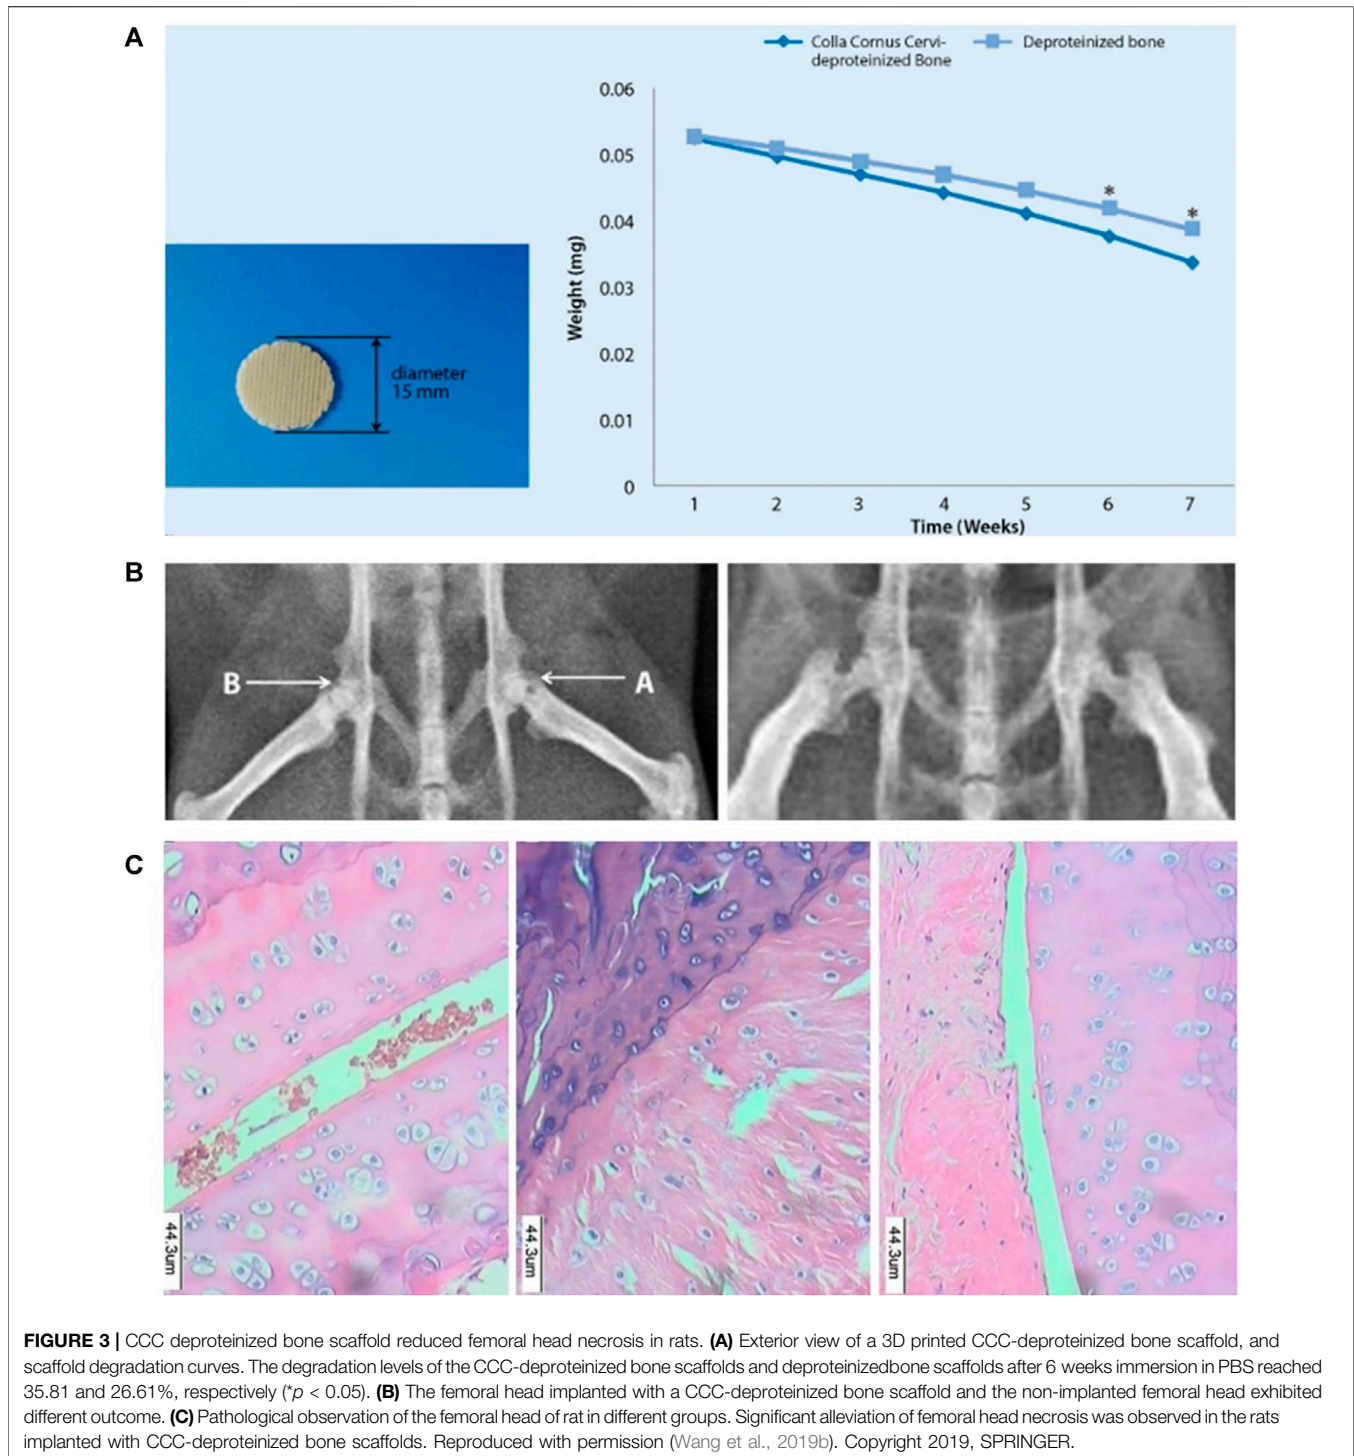 A
Colla Cornus Cervi-
deproteinized Bone
Deproteinized bone
0.06
0.05
0.04
0.03
0.02
0.01
0
Weight (mg)
*
*
1 2 3 4 5 6 7
Time (Weeks)
diameter
15 mm
B
B
A
C
44.3um
44.3um
44.3um
FIGURE 3 | CCC deproteinized bone scaffold reduced femoral head necrosis in rats. (A) Exterior view of a 3D printed CCC-deproteinized bone scaffold, and
scaffold degradation curves. The degradation levels of the CCC-deproteinized bone scaffolds and deproteinizedbone scaffolds after 6 weeks immersion in PBS reached
35.81 and 26.61%, respectively (*p < 0.05). (B) The femoral head implanted with a CCC-deproteinized bone scaffold and the non-implanted femoral head exhibited
different outcome. (C) Pathological observation of the femoral head of rat in different groups. Significant alleviation of femoral head necrosis was observed in the rats
implanted with CCC-deproteinized bone scaffolds. Reproduced with permission (Wang et al., 2019b). Copyright 2019, SPRINGER.